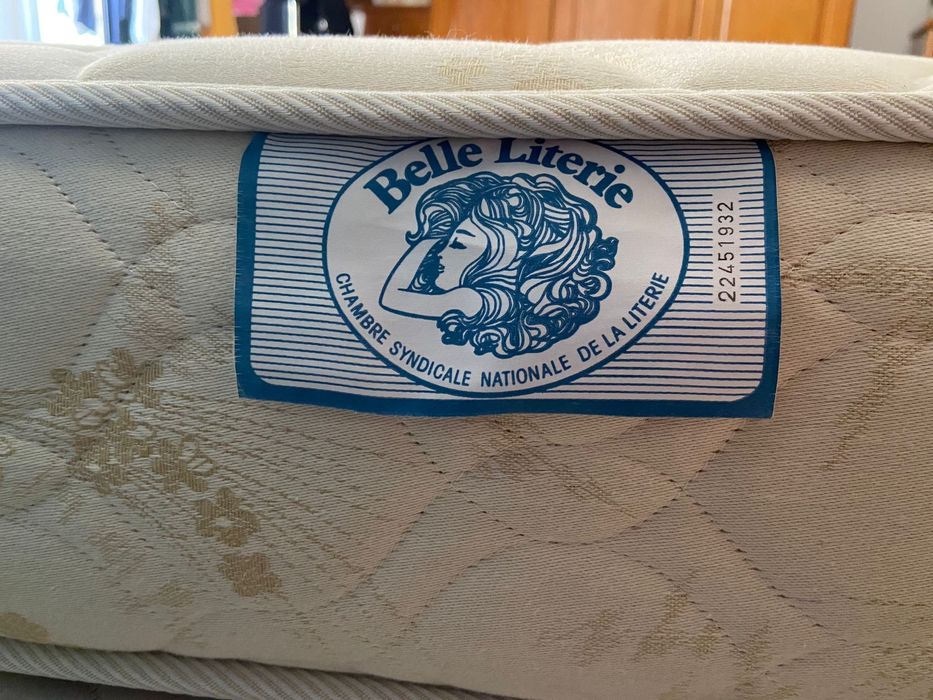 Belle Literie
CHAMBRE SYNDICALE NATIONALE DE LA LITERIE
22451932